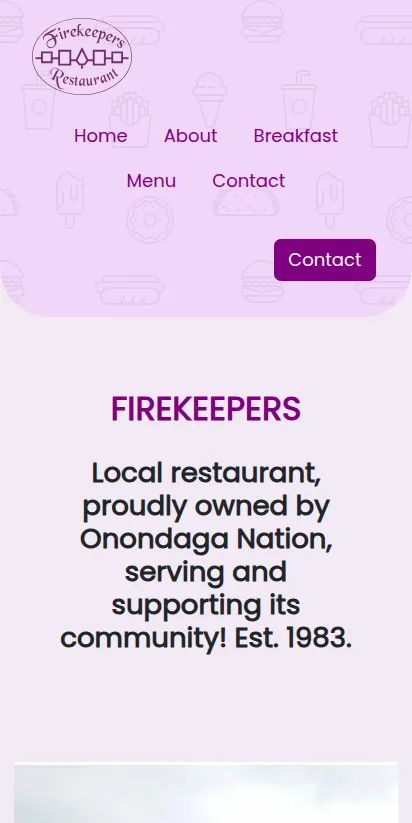 Firekeepers
Restaurant
Home About Breakfast
Menu Contact
Contact
FIREKEEPERS
Local restaurant,
proudly owned by
Onondaga Nation,
serving and
supporting its
community! Est. 1983.